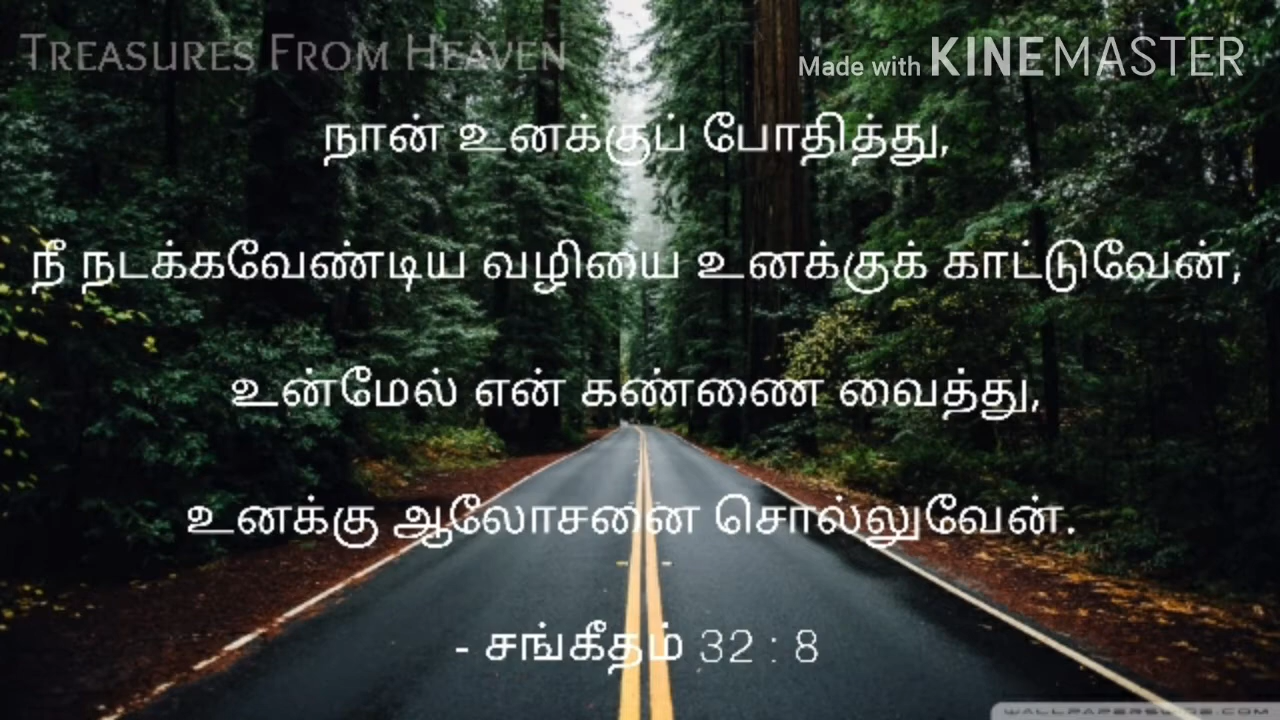 TREASURES FROM HEAVEN
Made with KINEMASTER
நான் உனக்குப் போதித்து,
நீ நடக்கவேண்டிய வழியை உனக்குக் காட்டுவேன்,
உன்மேல் என் கண்ணை வைத்து,
உனக்கு ஆலோசனை சொல்லுவேன்.
- சங்கீதம் 32 : 8